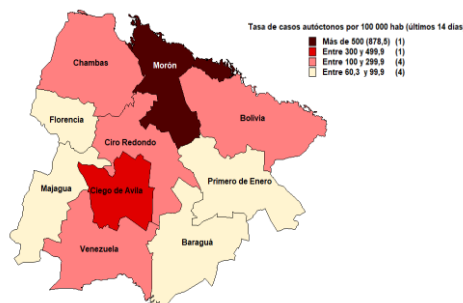 Tasa de casos autóctonos por 100 000 hab (últimos 14 días
Más de 500 (878,5) (1)
Entre 300 y 499,9 (1)
Entre 100 y 299,9 (4)
Entre 60,3 y 99,9 (4)
Chambas
Morón
Florencia
Bolivia
Ciro Redondo
Majagua
Ciego de Avila
Primero de Enero
Venezuela
Baraguá